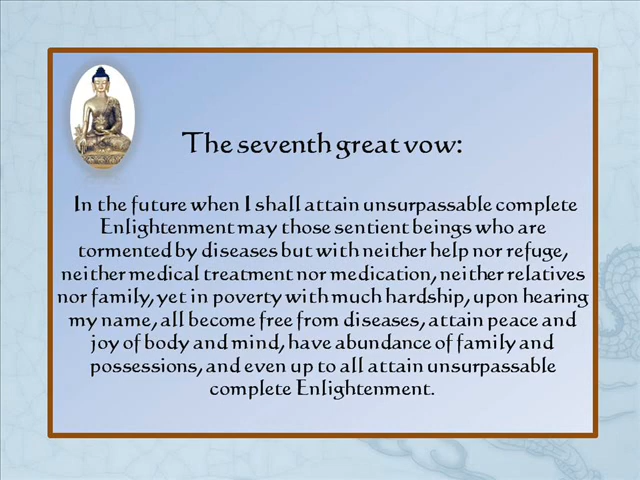 The seventh great vow:
In the future when I shall attain unsurpassable complete
Enlightenment may those sentient beings who are
tormented by diseases but with neither help nor refuge,
neither medical treatment nor medication, neither relatives
nor family, yet in poverty with much hardship, upon hearing
my name, all become free from diseases, attain peace and
joy of body and mind, have abundance of family and
possessions, and even up to all attain unsurpassable
complete Enlightenment.